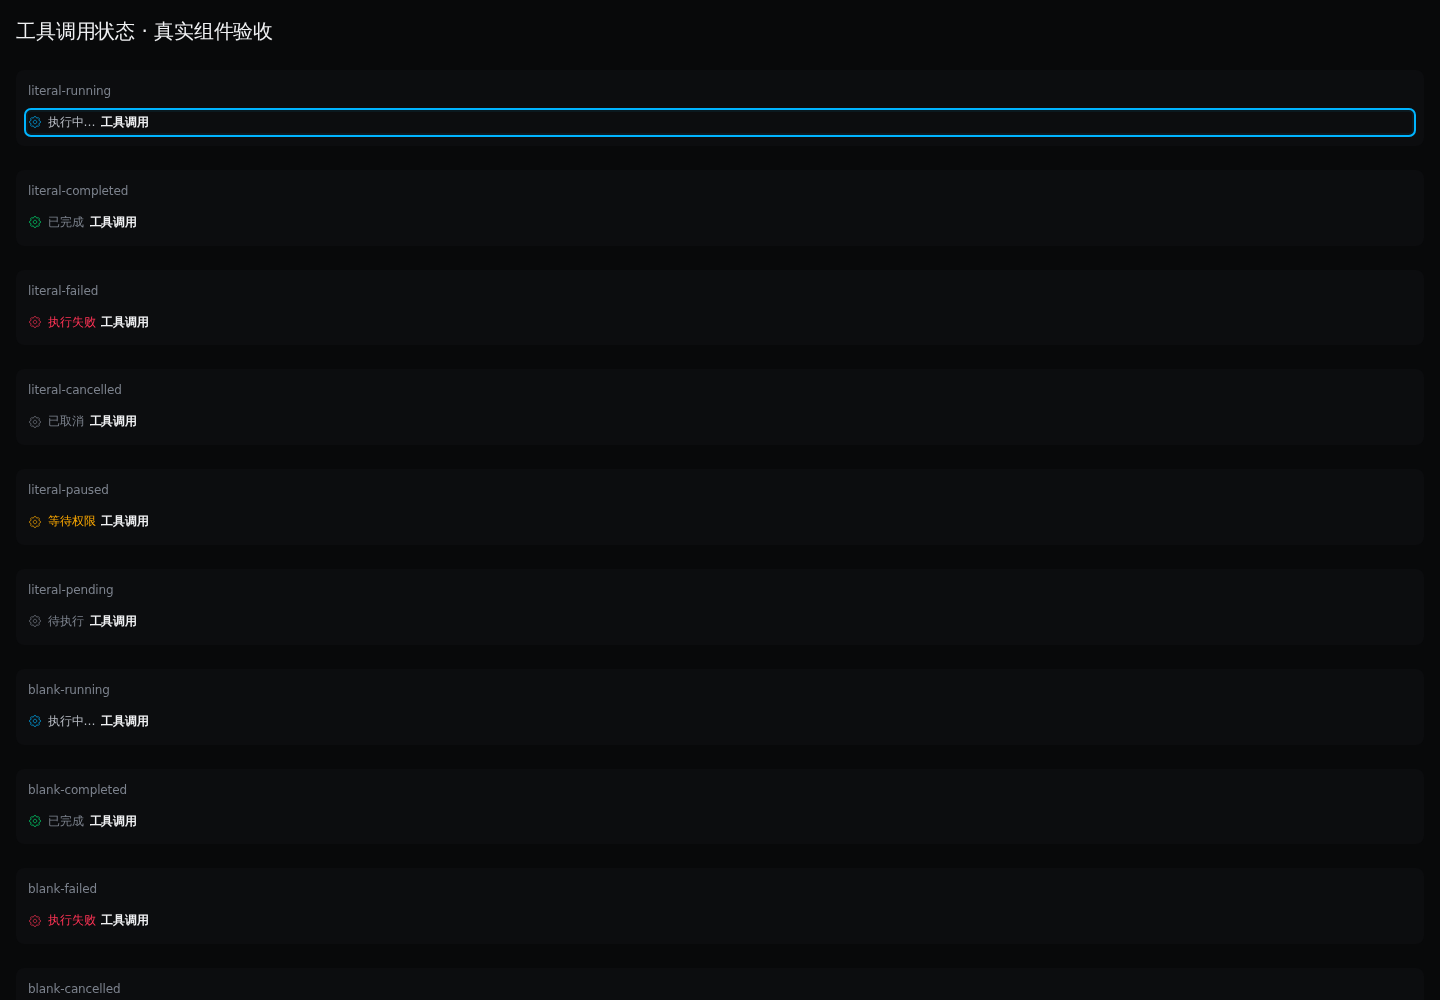 工具调用状态 · 真实组件验收
literal-running
执行中… 工具调用
literal-completed
已完成 工具调用
literal-failed
执行失败 工具调用
literal-cancelled
已取消 工具调用
literal-paused
等待权限 工具调用
literal-pending
待执行 工具调用
blank-running
执行中… 工具调用
blank-completed
已完成 工具调用
blank-failed
执行失败 工具调用
blank-cancelled